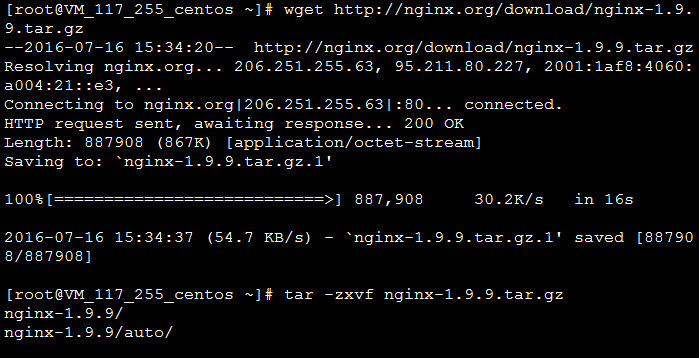 [root@VM_117_255_centos ~]# wget http://nginx.org/download/nginx-1.9.
9.tar.gz
--2016-07-16 15:34:20--  http://nginx.org/download/nginx-1.9.9.tar.gz
Resolving nginx.org... 206.251.255.63, 95.211.80.227, 2001:1af8:4060:
a004:21::e3, ...
Connecting to nginx.org|206.251.255.63|:80... connected.
HTTP request sent, awaiting response... 200 OK
Length: 887908 (867K) [application/octet-stream]
Saving to: `nginx-1.9.9.tar.gz.1'
100%[===========================>] 887,908     30.2K/s   in 16s
2016-07-16 15:34:37 (54.7 KB/s) - `nginx-1.9.9.tar.gz.1' saved [88790
8/887908]
[root@VM_117_255_centos ~]# tar -zxvf nginx-1.9.9.tar.gz
nginx-1.9.9/
nginx-1.9.9/auto/